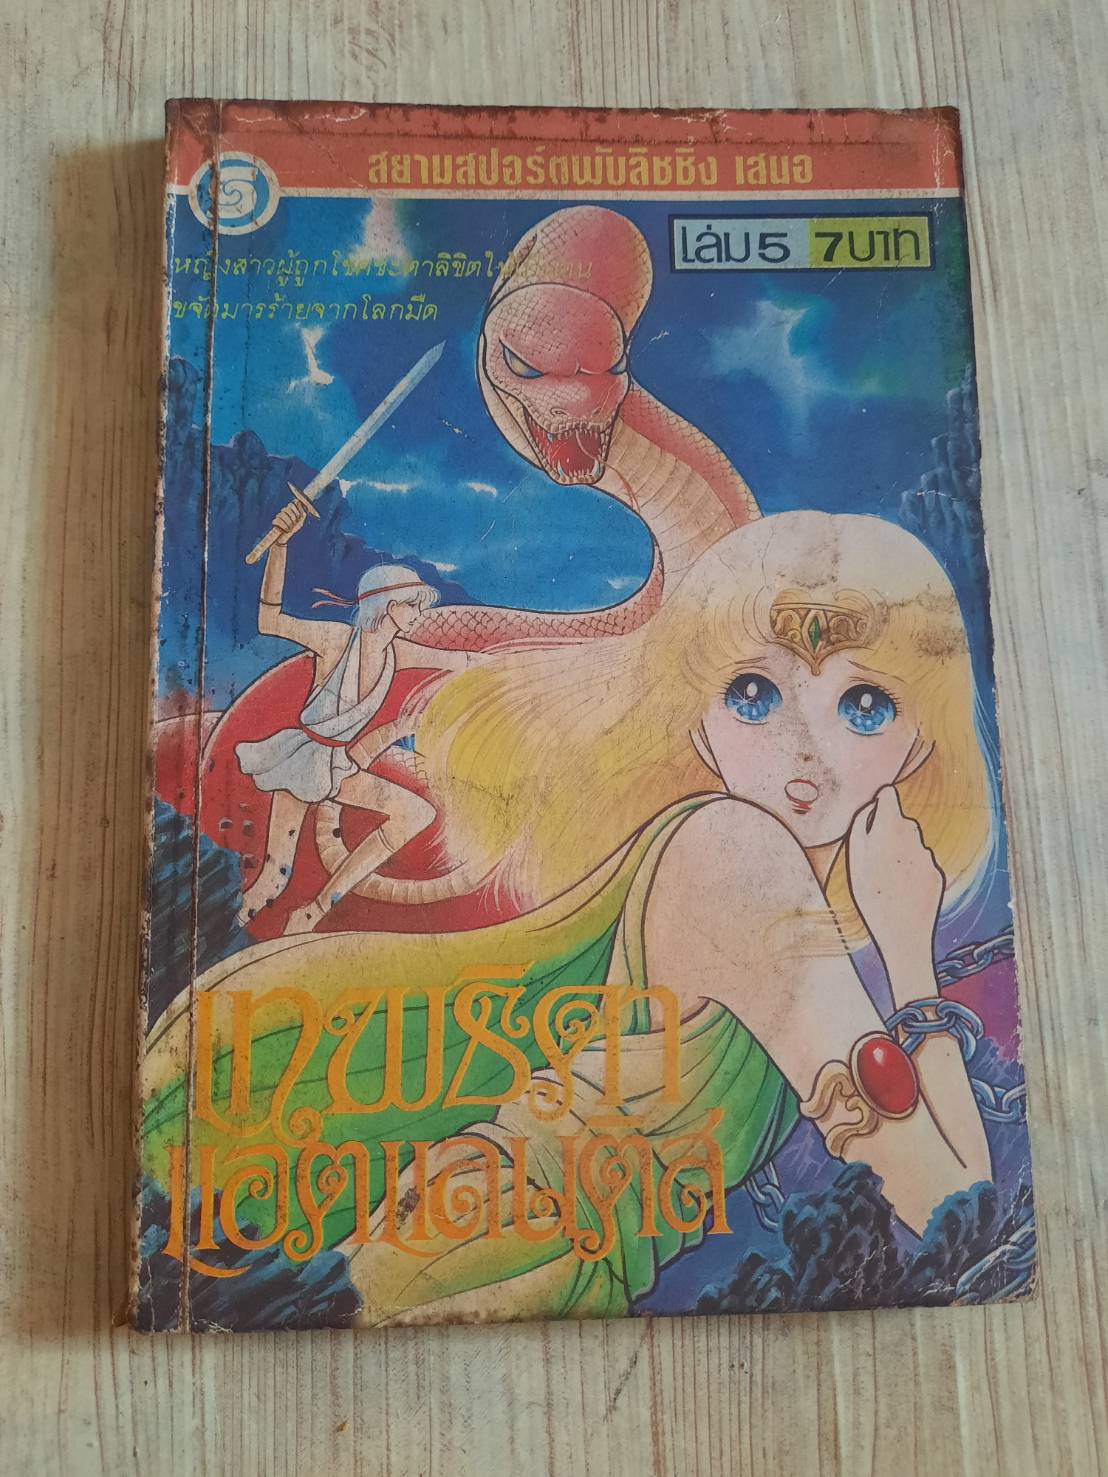 สยามสปอร์ตพับลิชชิ่ง เสนอ
เล่ม 5 7 บาท
หญิงสาวผู้ถูกโชคชะตาลิขิตให้
ขจัดมารร้ายจากโลกมืด
เทพธิดา
แอตแลนติส